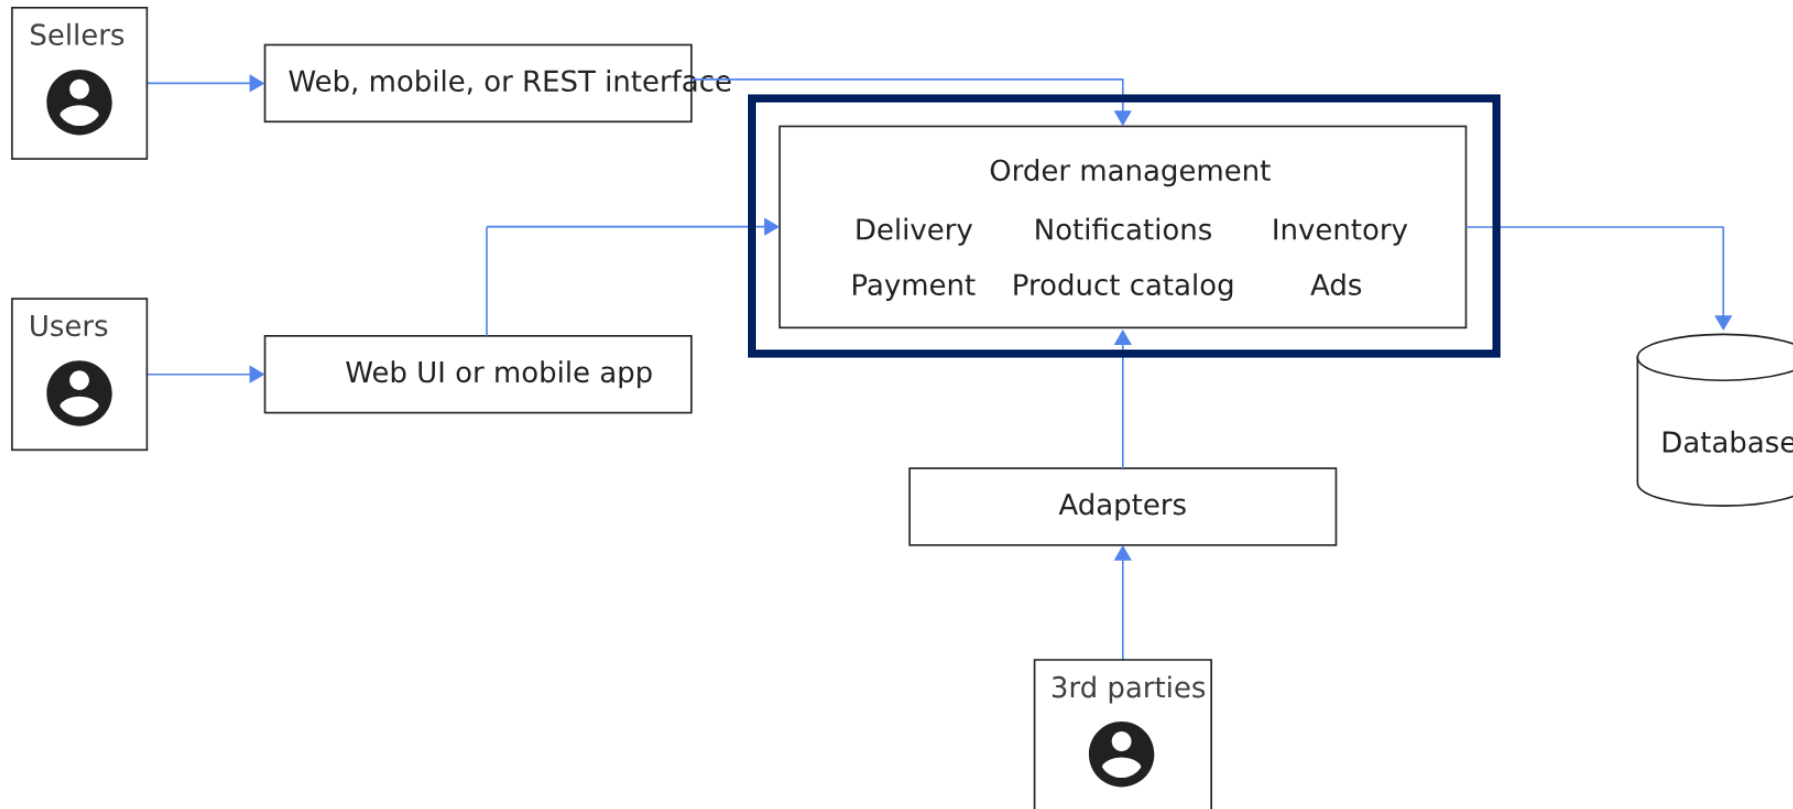 Sellers
Web, mobile, or REST interface
Order management
Delivery Notifications Inventory
Payment Product catalog Ads
Users
Web UI or mobile app
Database
Adapters
3rd parties